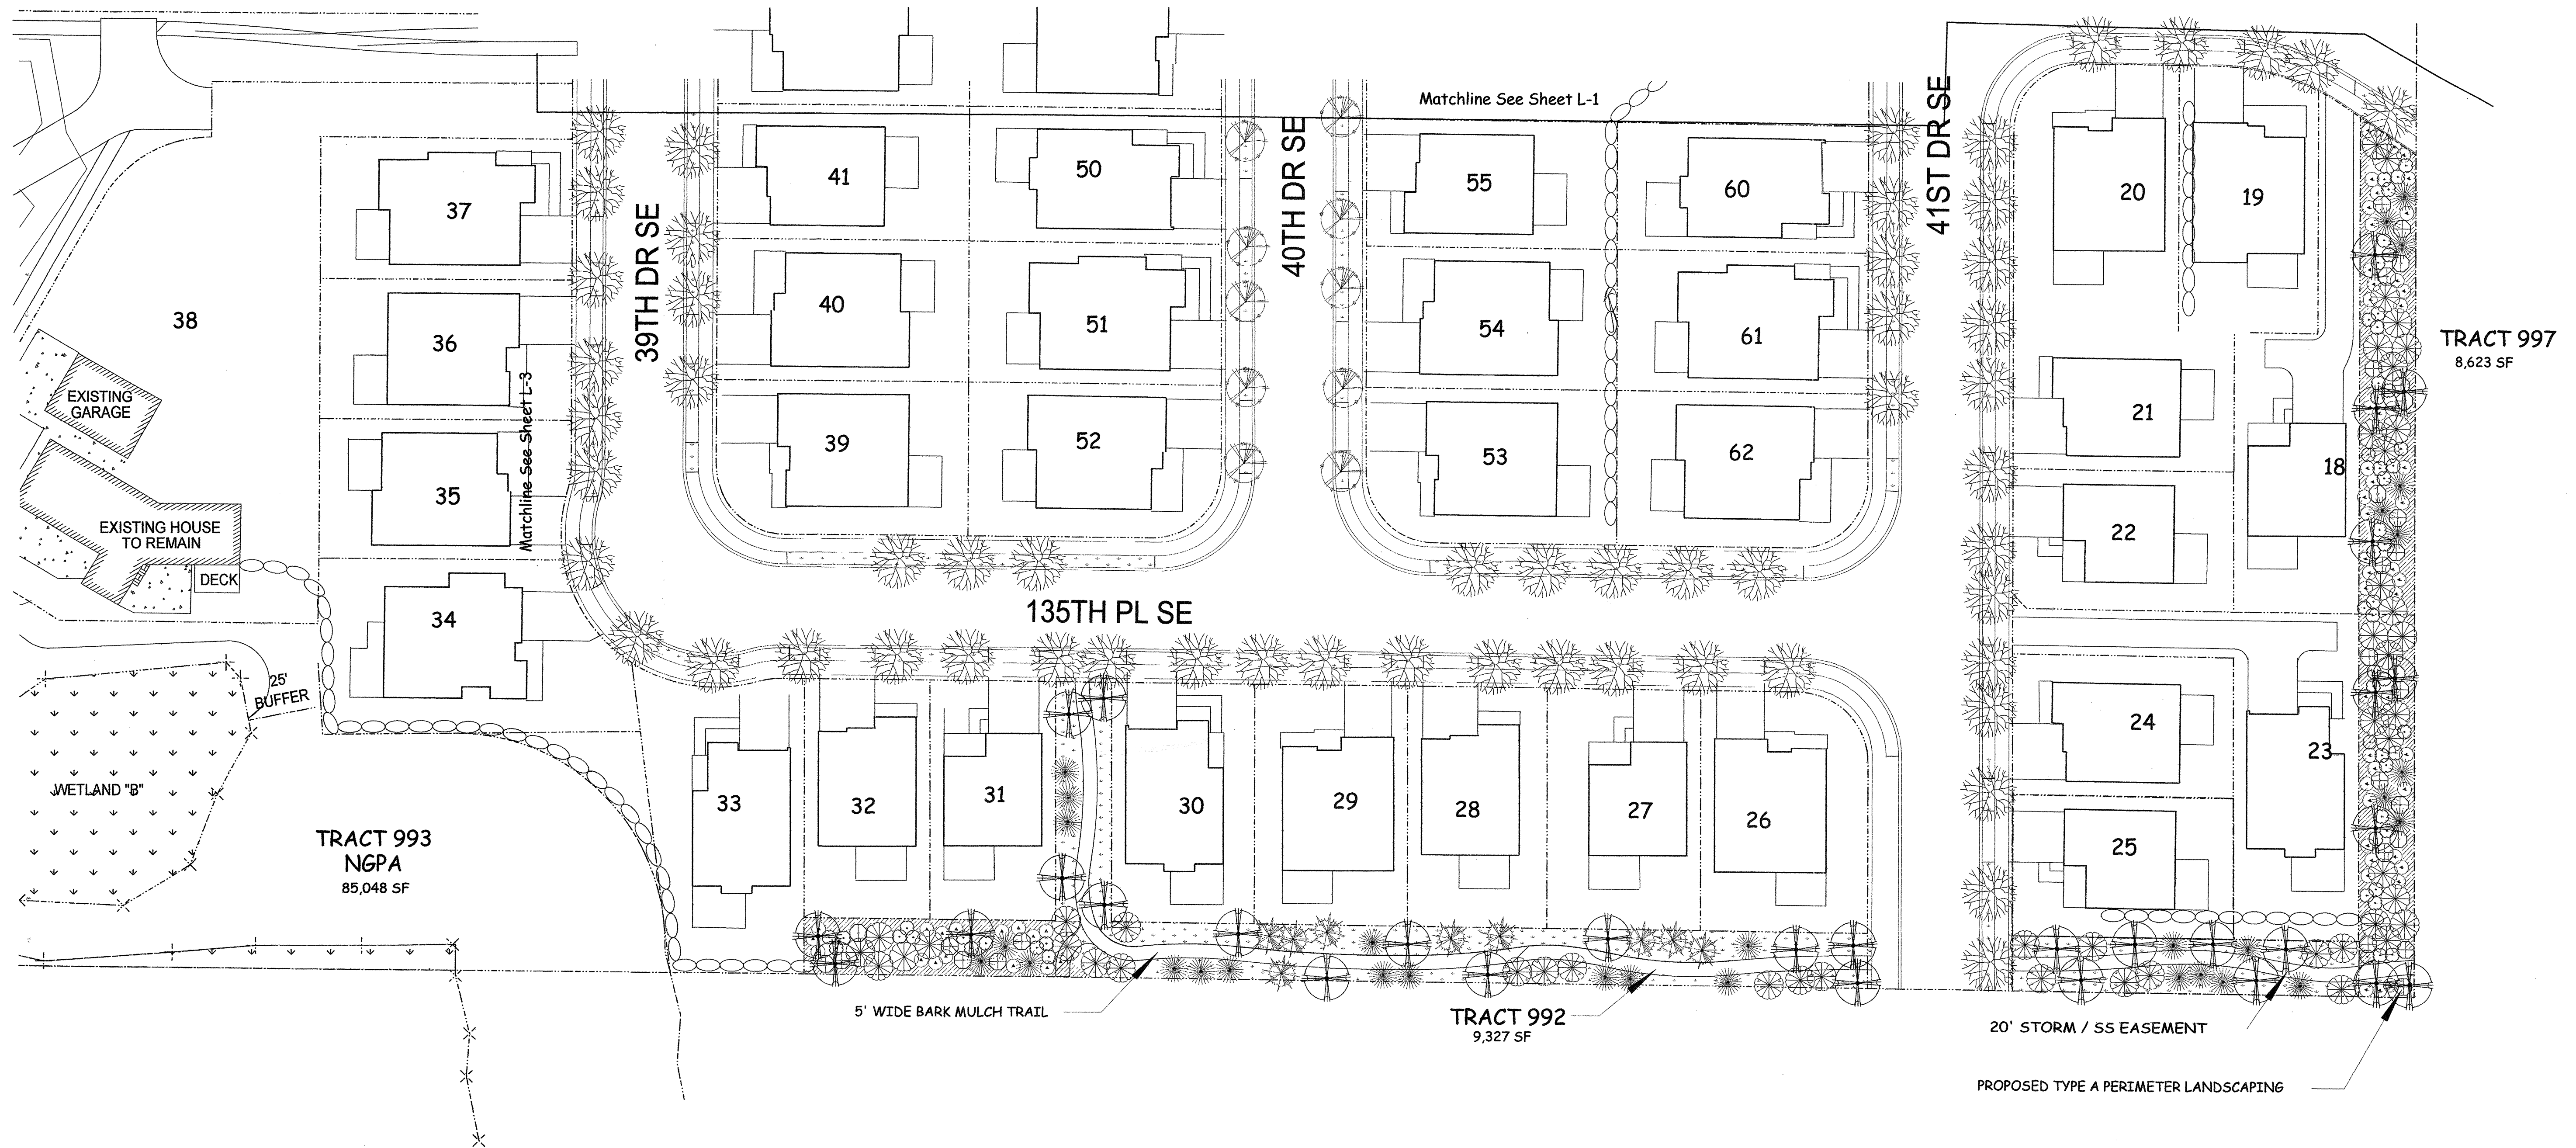 Matchline See Sheet L-1
41ST DR SE
40TH DR SE
39TH DR SE
41
50
55
60
20
19
37
38
40
51
54
61
TRACT 997
8,623 SF
36
EXISTING
GARAGE
Matchline See Sheet L-3
39
52
53
62
21
18
35
EXISTING HOUSE
TO REMAIN
DECK
22
34
135TH PL SE
25'
BUFFER
WETLAND "B"
TRACT 993
NGPA
85,048 SF
33
32
31
30
29
28
27
26
24
23
25
5' WIDE BARK MULCH TRAIL
TRACT 992
9,327 SF
20' STORM / SS EASEMENT
PROPOSED TYPE A PERIMETER LANDSCAPING